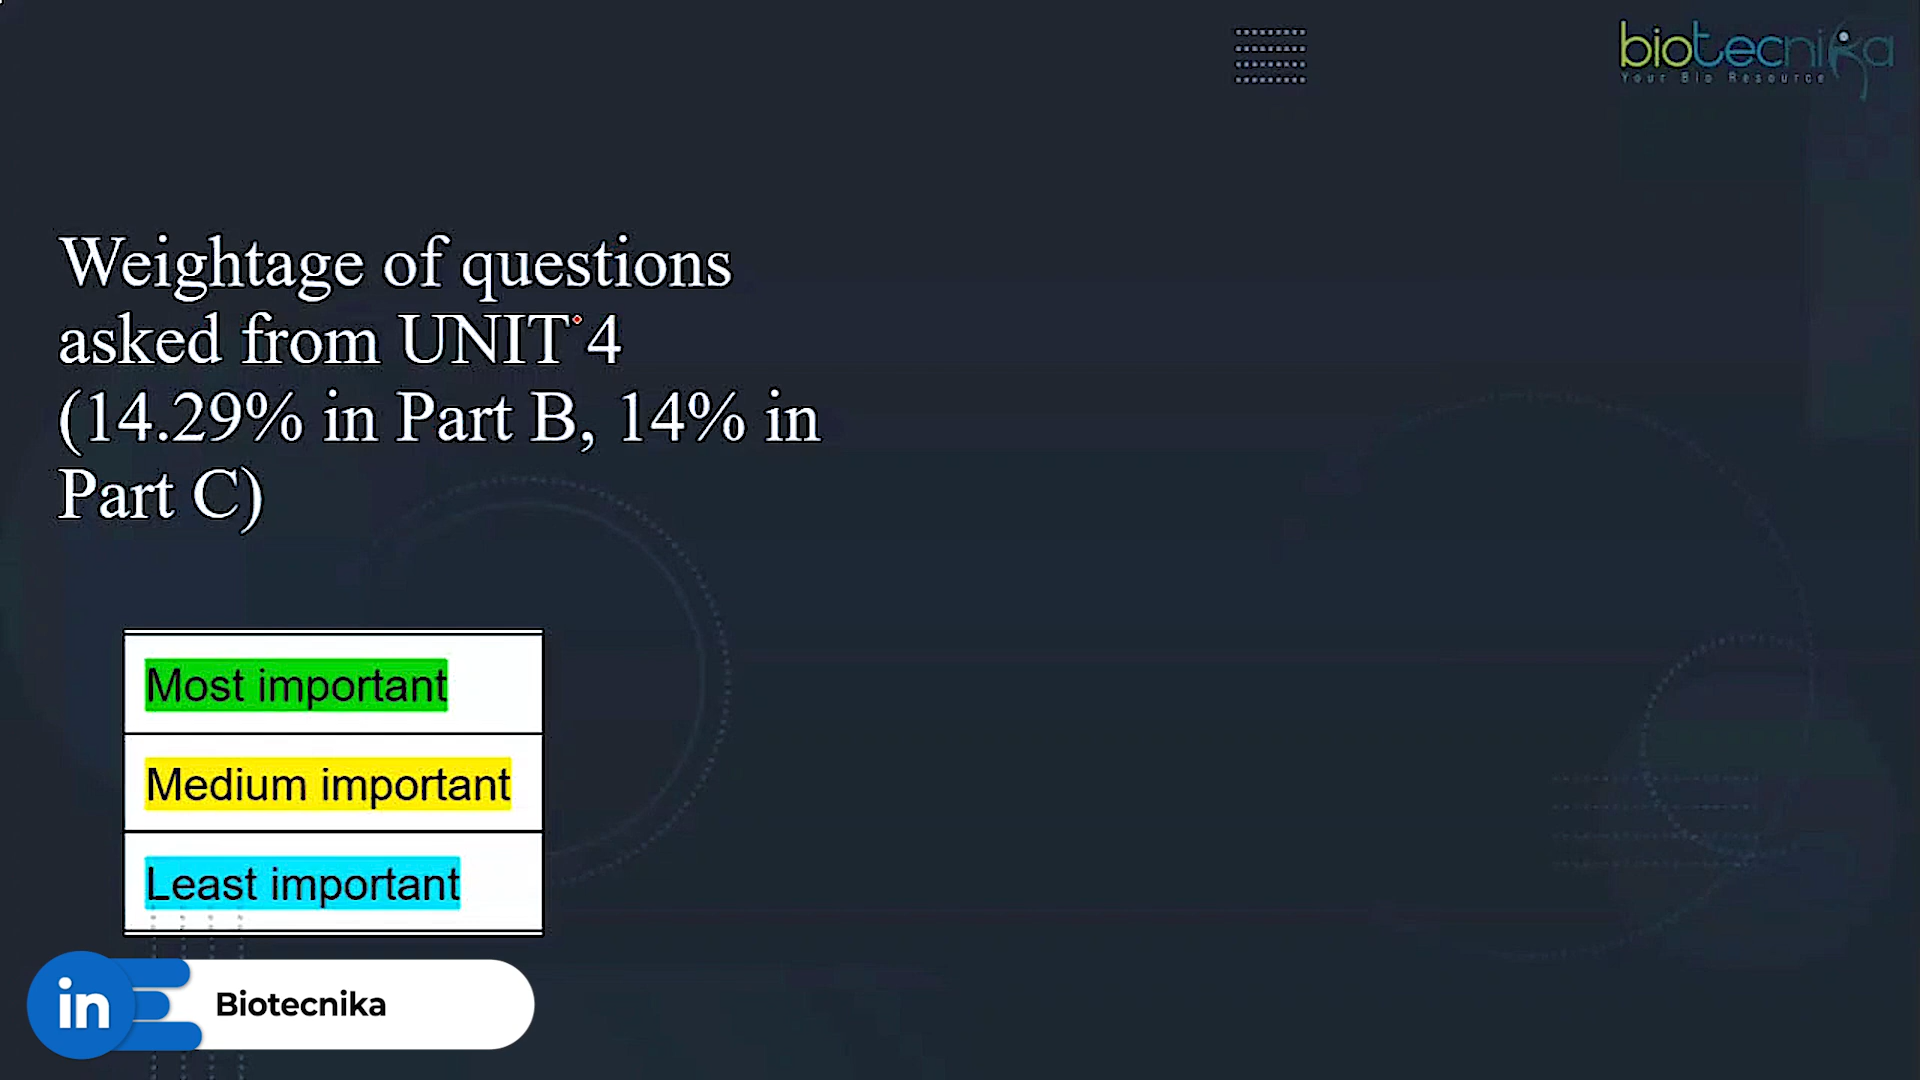 biotecnika
Your Bio Resource
Weightage of questions
asked from UNIT 4
(14.29% in Part B, 14% in
Part C)
Most important
Medium important
Least important
in
Biotecnika